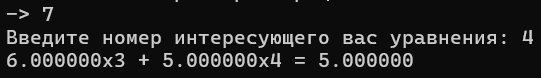 -> 7
Введите номер интересующего вас уравнения: 4
6.000000x3 + 5.000000x4 = 5.000000